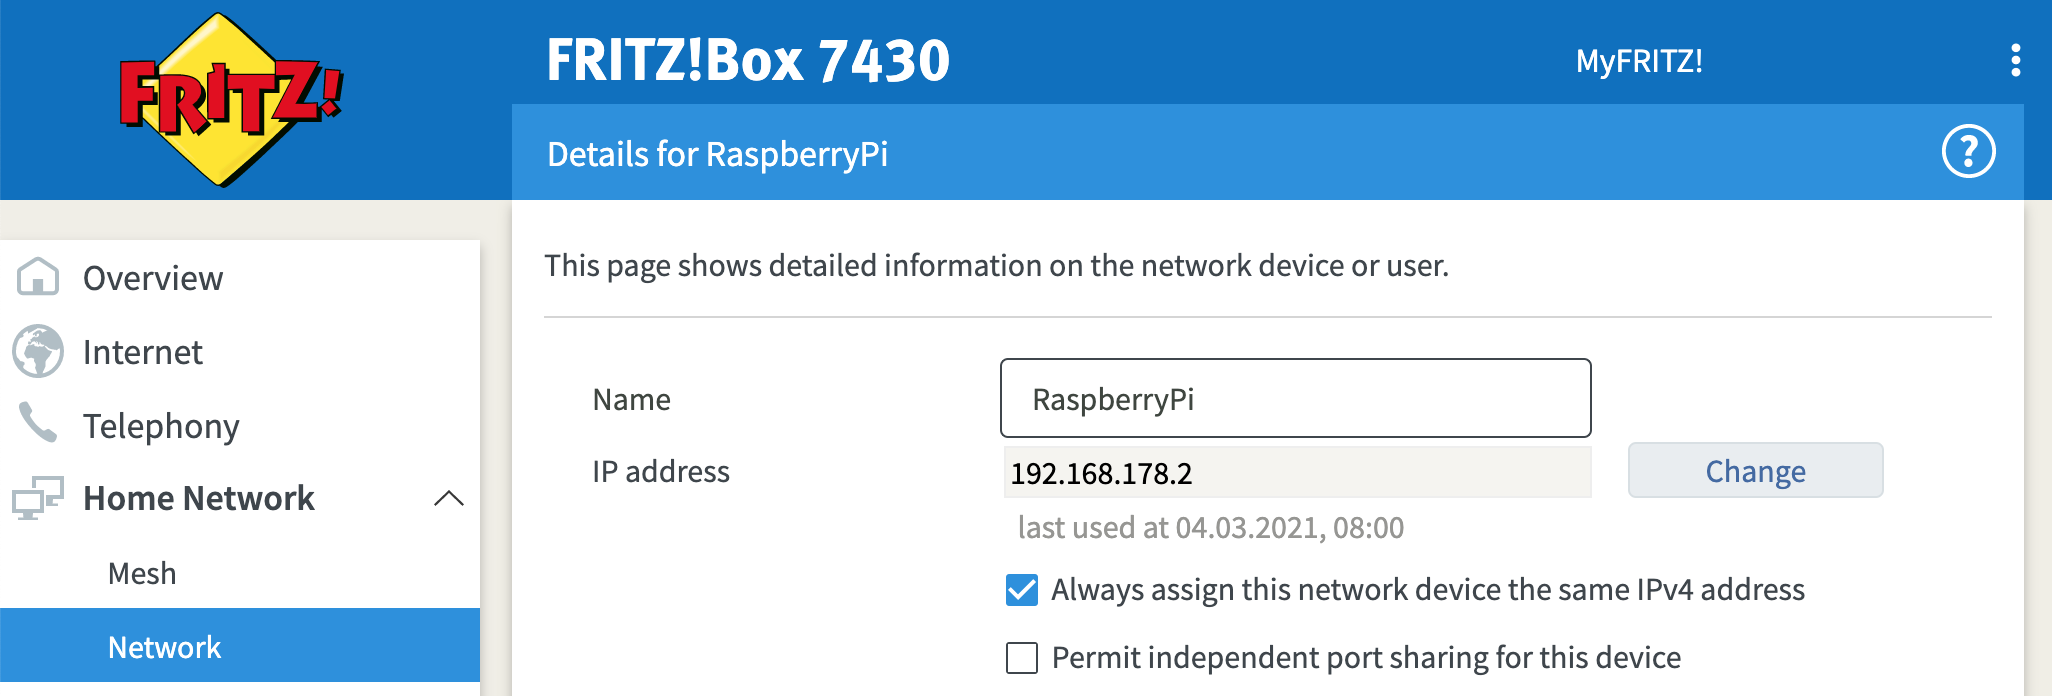 FRITZ!
FRITZ!Box 7430
MyFRITZ!
Details for RaspberryPi
?
Overview
Internet
Telephony
Home Network
Mesh
Network
This page shows detailed information on the network device or user.
Name RaspberryPi
IP address 192.168.178.2 Change
last used at 04.03.2021, 08:00
Always assign this network device the same IPv4 address
Permit independent port sharing for this device